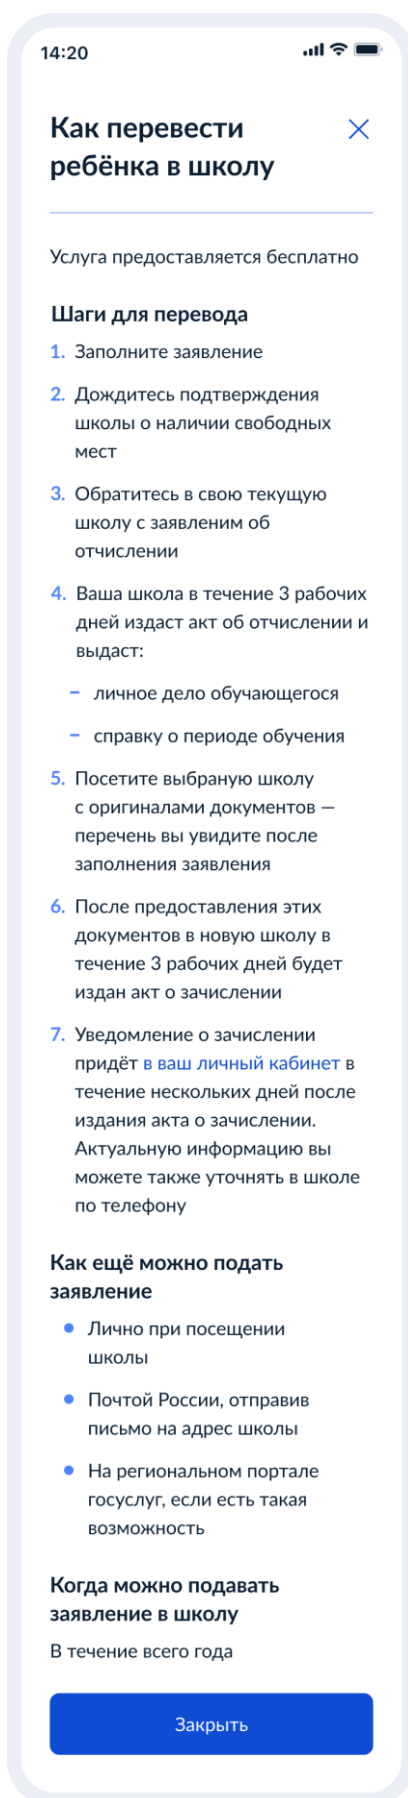 14:20
Как перевести
ребёнка в школу
Услуга предоставляется бесплатно
Шаги для перевода
1. Заполните заявление
2. Дождитесь подтверждения
школы о наличии свободных
мест
3. Обратитесь в свою текущую
школу с заявленим об
отчислении
4. Ваша школа в течение 3 рабочих
дней издаст акт об отчислении и
выдаст:
– личное дело обучающегося
– справку о периоде обучения
5. Посетите выбраную школу
с оригиналами документов —
перечень вы увидите после
заполнения заявления
6. После предоставления этих
документов в новую школу в
течение 3 рабочих дней будет
издан акт о зачислении
7. Уведомление о зачислении
придёт в ваш личный кабинет в
течение нескольких дней после
издания акта о зачислении.
Актуальную информацию вы
можете также уточнять в школе
по телефону
Как ещё можно подать
заявление
• Лично при посещении
школы
• Почтой России, отправив
письмо на адрес школы
• На региональном портале
госуслуг, если есть такая
возможность
Когда можно подавать
заявление в школу
В течение всего года
Закрыть